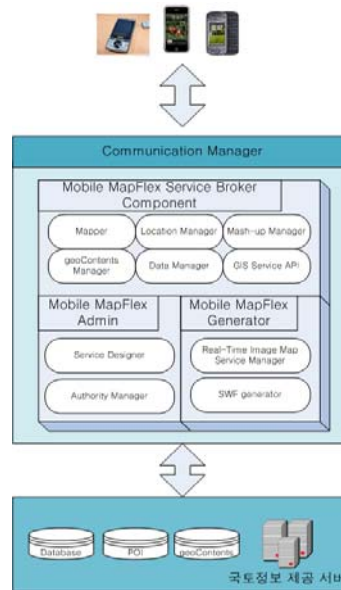 Communication Manager
Mobile MapFlex Service Broker
Component
Mapper
Location Manager
Mash-up Manager
geoContents
Manager
Data Manager
GIS Service API
Mobile MapFlex
Admin
Mobile MapFlex
Generator
Service Designer
Real-Time Image Map
Service Manager
Authority Manager
SWF generator
Database
POI
geoContents
국토정보 제공 서버